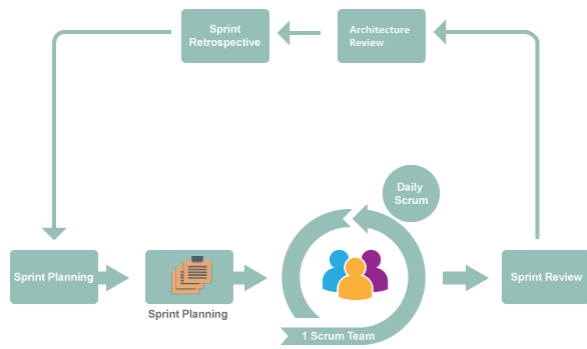 Sprint
Retrospective
Architecture
Review
Daily
Scrum
Sprint Planning
Sprint Planning
1 Scrum Team
Sprint Review